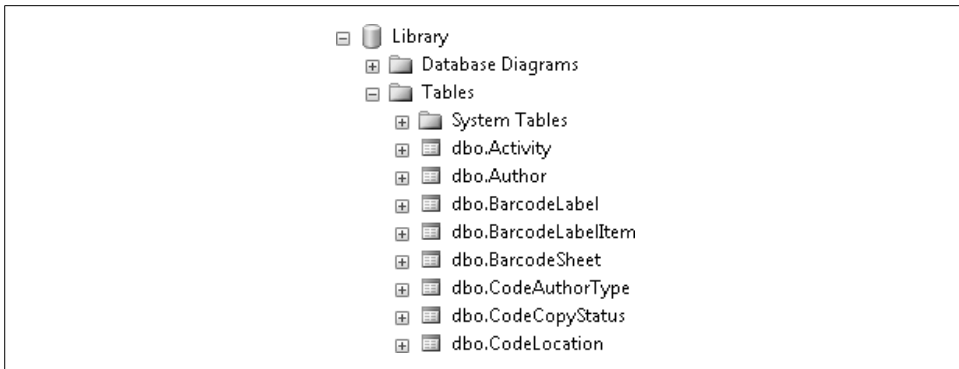 Library
Database Diagrams
Tables
System Tables
dbo.Activity
dbo.Author
dbo.BarcodeLabel
dbo.BarcodeLabelItem
dbo.BarcodeSheet
dbo.CodeAuthorType
dbo.CodeCopyStatus
dbo.CodeLocation